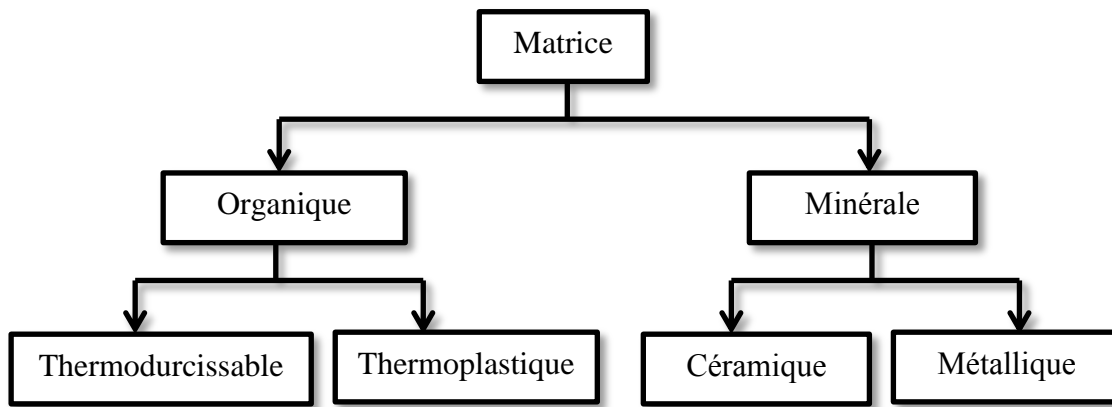 Matrice
Organique
Minérale
Thermodurcissable
Thermoplastique
Céramique
Métallique